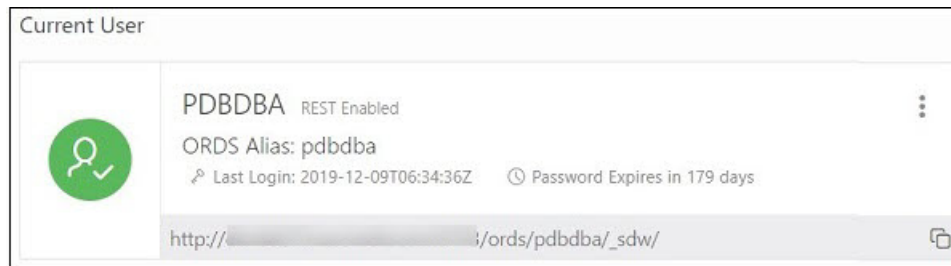 Current User
PDBDBA REST Enabled
ORDS Alias: pdbdba
Last Login: 2019-12-09T06:34:36Z Password Expires in 179 days
http:// /ords/pdbdba/_sdw/